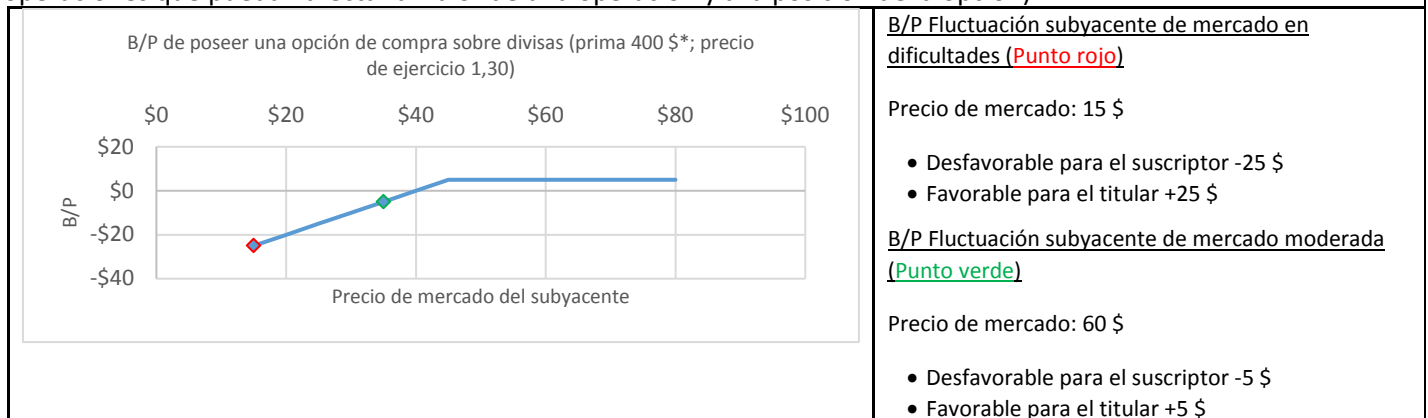 B/P de poseer una opción de compra sobre divisas (prima 400 $*; precio
de ejercicio 1,30)
$0 $20 $40 $60 $80 $100
$20
$0
-$20
-$40
B/P
Precio de mercado del subyacente
B/P Fluctuación subyacente de mercado en
dificultades (Punto rojo)
Precio de mercado: 15 $
• Desfavorable para el suscriptor -25 $
• Favorable para el titular +25 $
B/P Fluctuación subyacente de mercado moderada
(Punto verde)
Precio de mercado: 60 $
• Desfavorable para el suscriptor -5 $
• Favorable para el titular +5 $